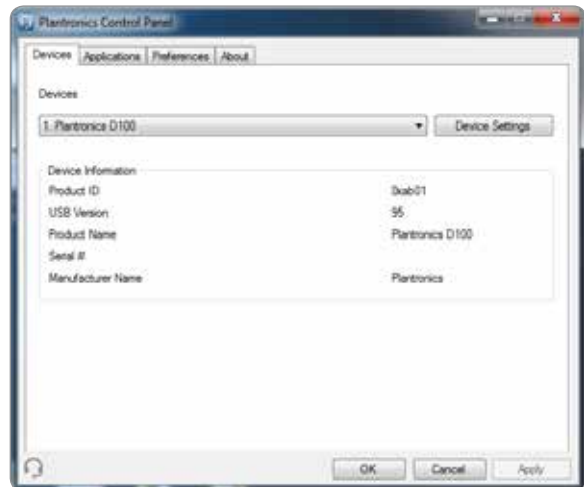 Plantronics Control Panel
Devices Applications Preferences About
Devices
1. Plantronics D100 Device Settings
Device Information
Product ID 0xab01
USB Version 95
Product Name Plantronics D100
Serial #
Manufacturer Name Plantronics
OK Cancel Apply